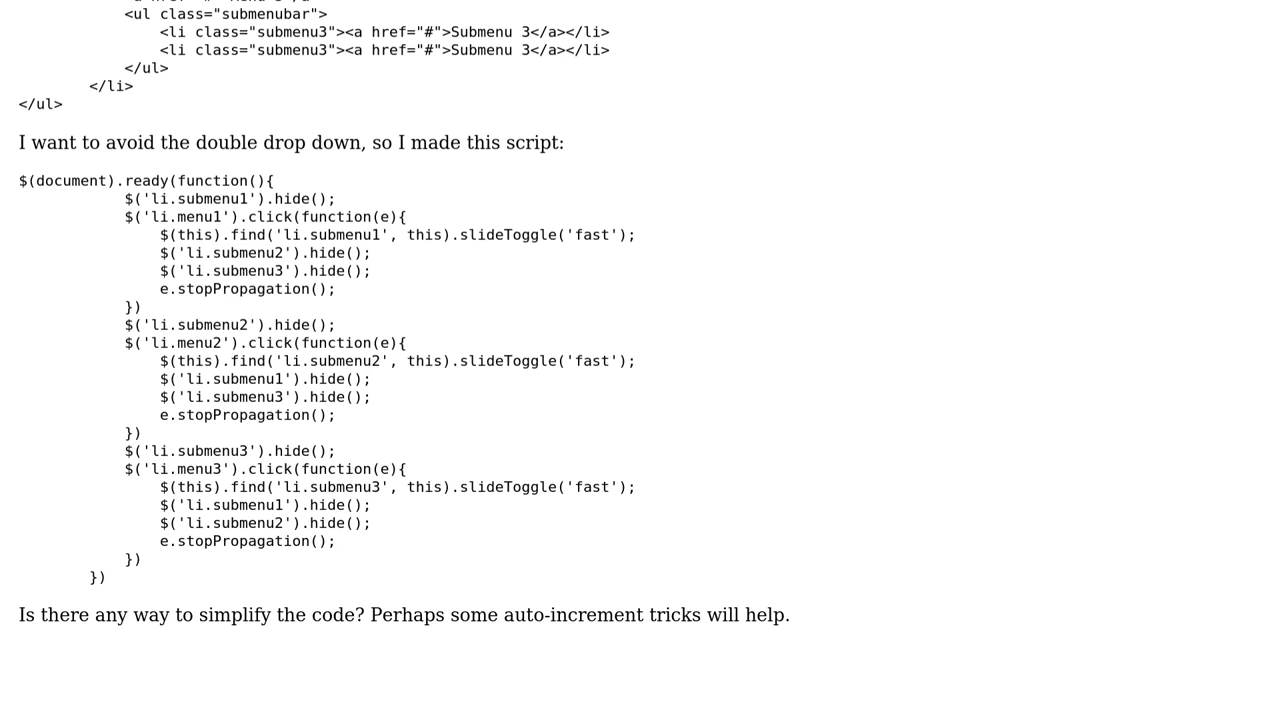 <ul class="submenubar">
<li class="submenu3"><a href="#">Submenu 3</a></li>
<li class="submenu3"><a href="#">Submenu 3</a></li>
</ul>
</li>
</ul>
I want to avoid the double drop down, so I made this script:
$(document).ready(function(){
$('li.submenu1').hide();
$('li.menu1').click(function(e){
$(this).find('li.submenu1', this).slideToggle('fast');
$('li.submenu2').hide();
$('li.submenu3').hide();
e.stopPropagation();
})
$('li.submenu2').hide();
$('li.menu2').click(function(e){
$(this).find('li.submenu2', this).slideToggle('fast');
$('li.submenu1').hide();
$('li.submenu3').hide();
e.stopPropagation();
})
$('li.submenu3').hide();
$('li.menu3').click(function(e){
$(this).find('li.submenu3', this).slideToggle('fast');
$('li.submenu1').hide();
$('li.submenu2').hide();
e.stopPropagation();
})
})
Is there any way to simplify the code? Perhaps some auto-increment tricks will help.